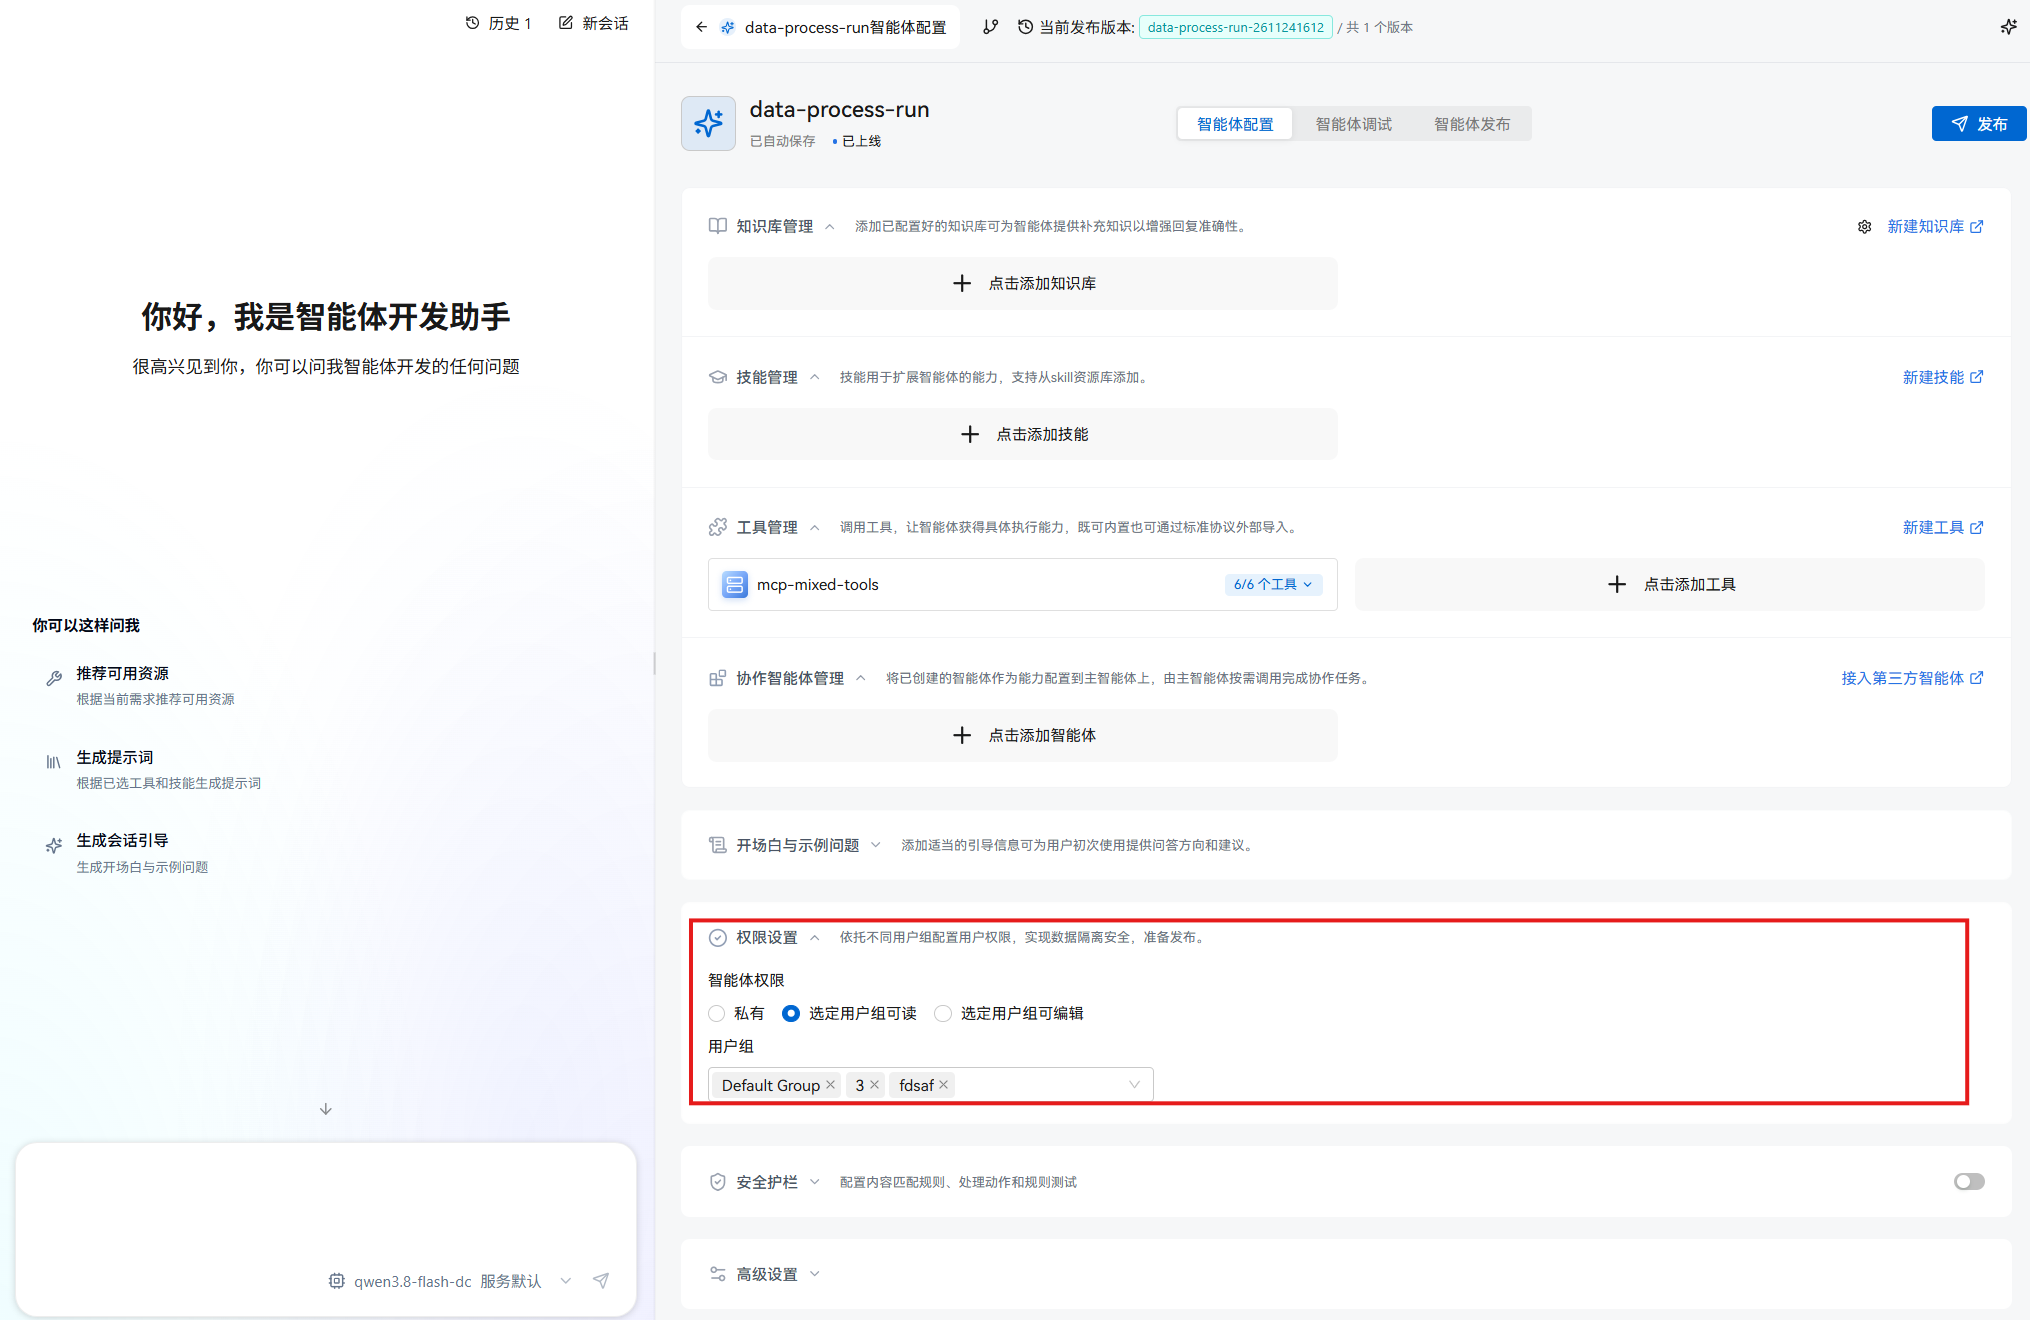 历史 1
新会话
你好，我是智能体开发助手
很高兴见到你，你可以问我智能体开发的任何问题
你可以这样问我
推荐可用资源
根据当前需求推荐可用资源
生成提示词
根据已选工具和技能生成提示词
生成会话引导
生成开场白与示例问题
qwen3.8-flash-dc 服务默认
data-process-run智能体配置
当前发布版本: data-process-run-2611241612 / 共 1 个版本
data-process-run
已自动保存 已上线
智能体配置 智能体调试 智能体发布
发布
知识库管理 添加已配置好的知识库可为智能体提供补充知识以增强回复准确性。
新建知识库
点击添加知识库
技能管理 技能用于扩展智能体的能力，支持从skill资源库添加。
新建技能
点击添加技能
工具管理 调用工具，让智能体获得具体执行能力，既可内置也可通过标准协议外部导入。
新建工具
mcp-mixed-tools 6/6 个工具
点击添加工具
协作智能体管理 将已创建的智能体作为能力配置到主智能体上，由主智能体按需调用完成协作任务。
接入第三方智能体
点击添加智能体
开场白与示例问题 添加适当的引导信息可为用户初次使用提供问答方向和建议。
权限设置 依托不同用户组配置用户权限，实现数据隔离安全，准备发布。
智能体权限
私有 选定用户组可读 选定用户组可编辑
用户组
Default Group 3 fdsaf
安全护栏 配置内容匹配规则、处理动作和规则测试
高级设置